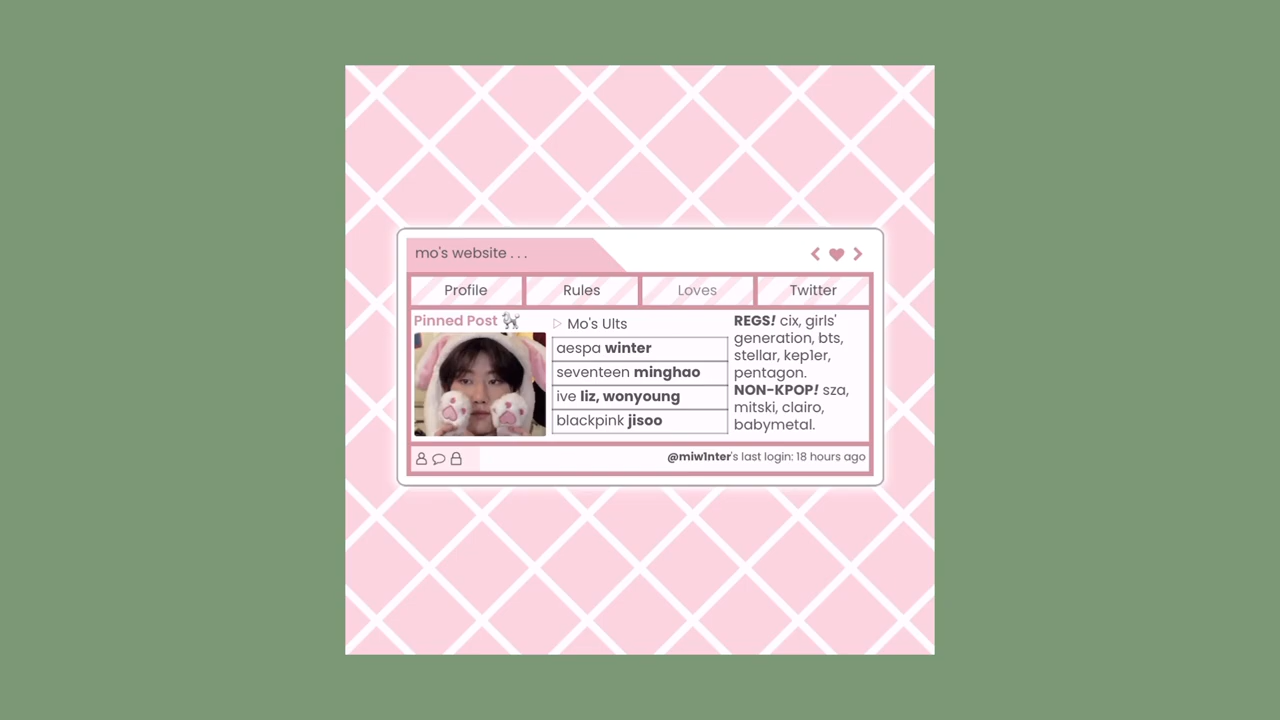 mo's website . . .
Profile
Rules
Loves
Twitter
Pinned Post
Mo's Ults
aespa winter
seventeen minghao
ive liz, wonyoung
blackpink jisoo
REGS! cix, girls'
generation, bts,
stellar, kep1er,
pentagon.
NON-KPOP! sza,
mitski, clairo,
babymetal.
@miw1nter's last login: 18 hours ago